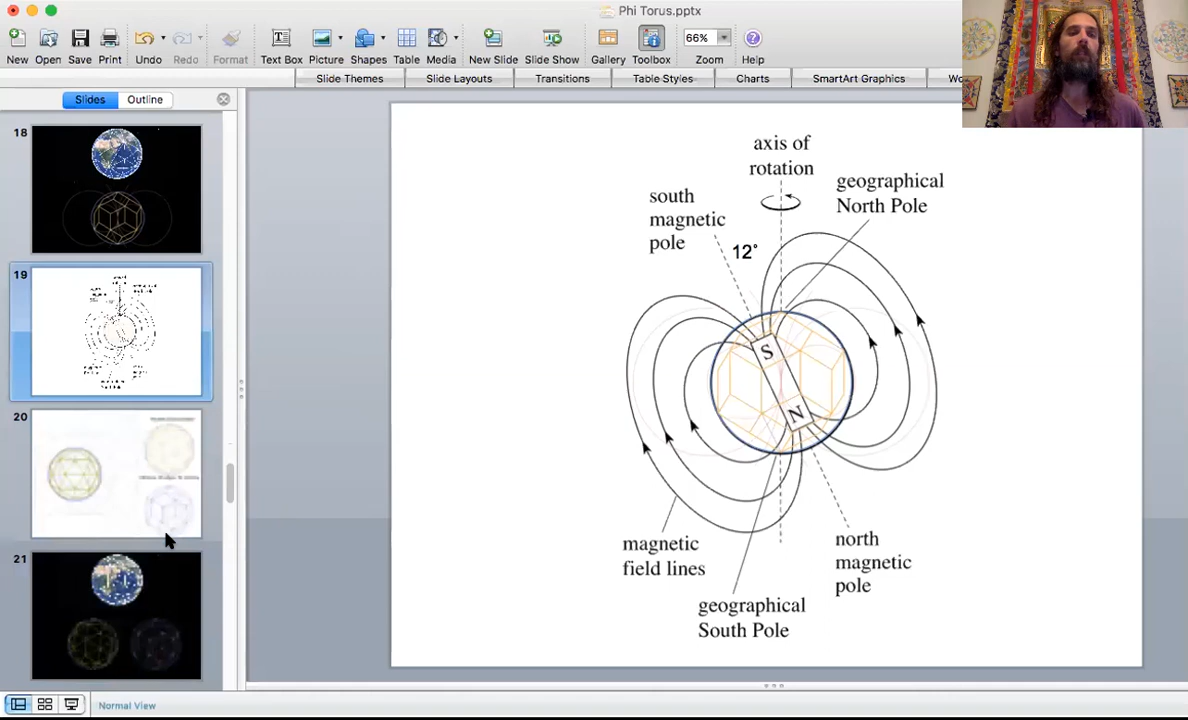 Phi Torus.pptx
New
Open
Save
Print
Undo
Redo
Format
Text Box
Picture
Shapes
Table
Media
New Slide
Slide Show
Gallery
Toolbox
66%
Zoom
Help
Slide Themes
Slide Layouts
Transitions
Table Styles
Charts
SmartArt Graphics
Wo
Slides
Outline
18
19
20
21
axis of
rotation
geographical
North Pole
south
magnetic
pole
12°
S
N
magnetic
field lines
north
magnetic
pole
geographical
South Pole
Normal View